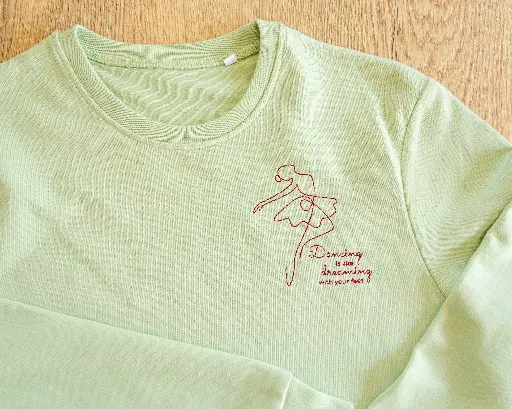 Dancing
is like
dreaming
with your feet